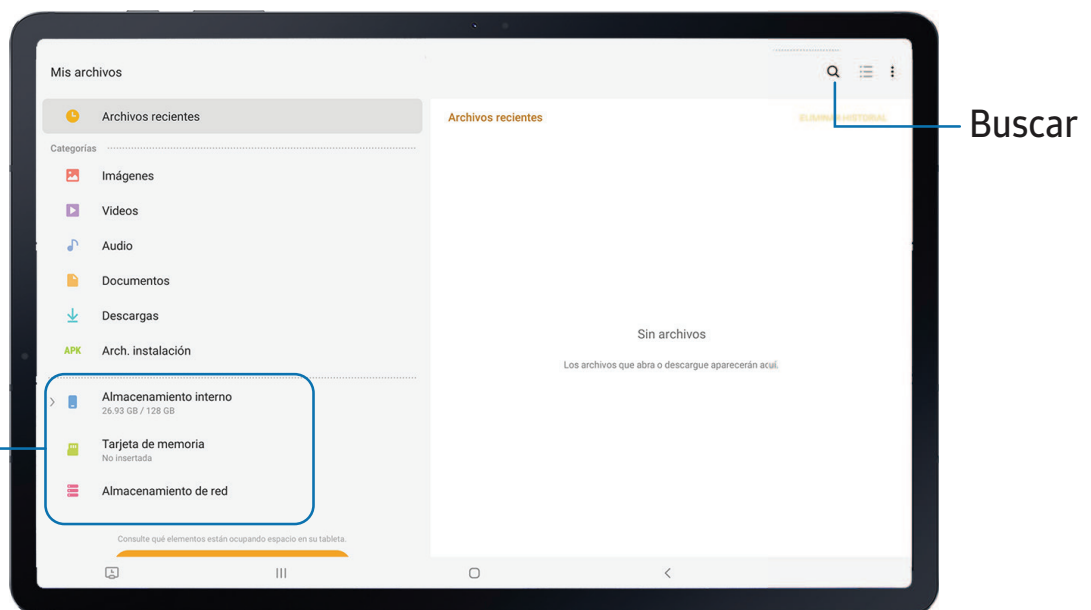 Mis archivos
Archivos recientes
Categorías
Imágenes
Videos
Audio
Documentos
Descargas
APK Arch. instalación
Almacenamiento interno
26.93 GB / 128 GB
Tarjeta de memoria
No insertada
Almacenamiento de red
Consulte qué elementos están ocupando espacio en su tableta.
Archivos recientes
ELIMINAR HISTORIAL
Sin archivos
Los archivos que abra o descargue aparecerán aquí.
Buscar